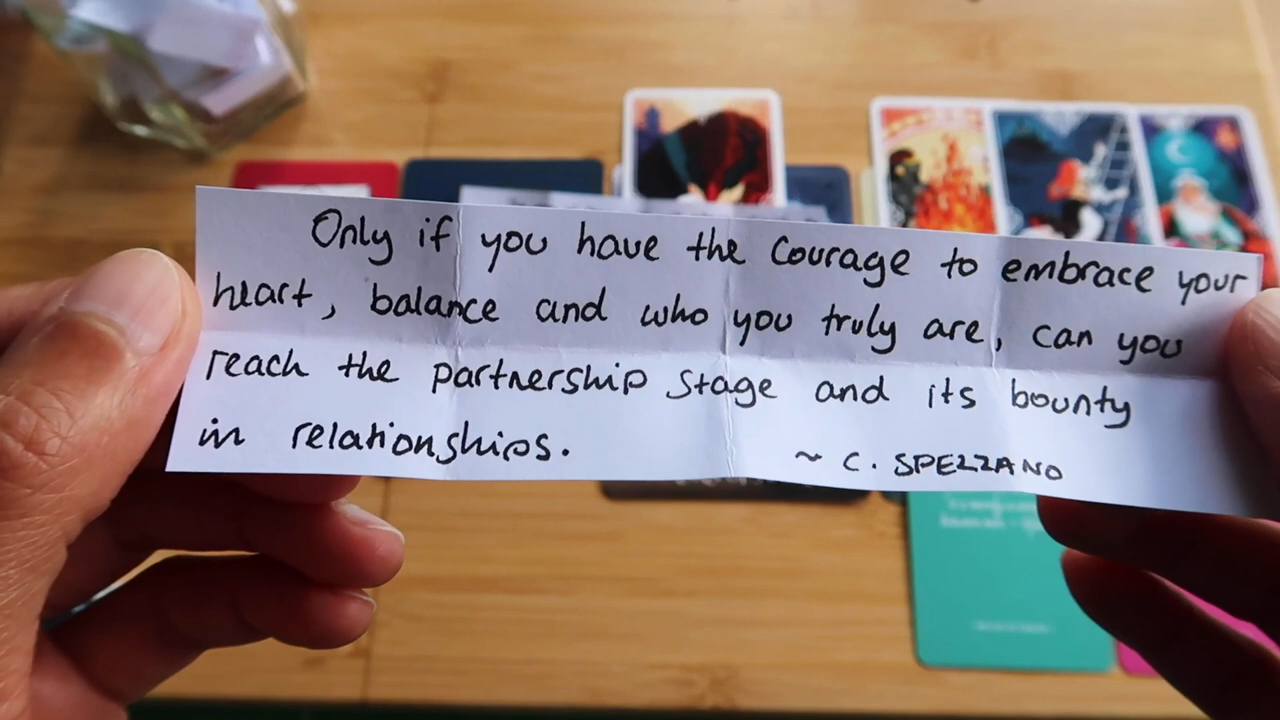 Only if you have the courage to embrace your
heart, balance and who you truly are, can you
reach the partnership stage and its bounty
in relationships.
~ C. SPEZZANO